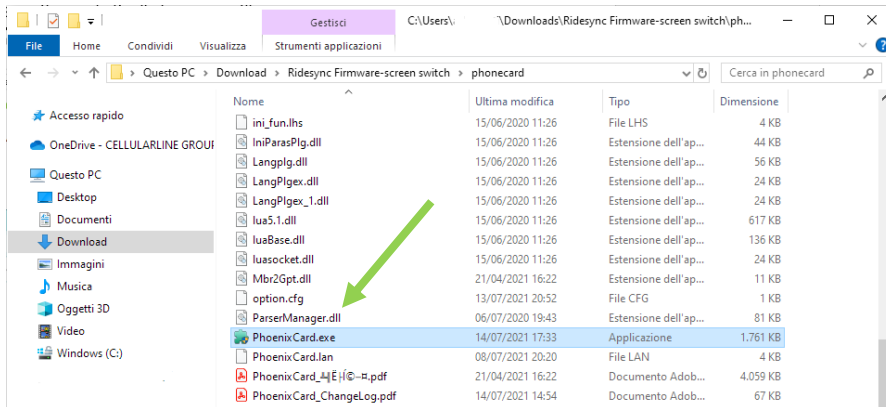 Gestisci
C:\Users\ \Downloads\Ridesync Firmware-screen switch\ph...
File Home Condividi Visualizza Strumenti applicazioni
Questo PC > Download > Ridesync Firmware-screen switch > phonecard
Cerca in phonecard
Accesso rapido
OneDrive - CELLULARLINE GROUP
Questo PC
Desktop
Documenti
Download
Immagini
Musica
Oggetti 3D
Video
Windows (C:)
Nome Ultima modifica Tipo Dimensione
ini_fun.lhs 15/06/2020 11:26 File LHS 4 KB
IniParasPlg.dll 15/06/2020 11:26 Estensione dell'ap... 44 KB
Langplg.dll 15/06/2020 11:26 Estensione dell'ap... 56 KB
LangPlgex.dll 15/06/2020 11:26 Estensione dell'ap... 24 KB
LangPlgex_1.dll 15/06/2020 11:26 Estensione dell'ap... 24 KB
lua5.1.dll 15/06/2020 11:26 Estensione dell'ap... 617 KB
luaBase.dll 15/06/2020 11:26 Estensione dell'ap... 136 KB
luasocket.dll 15/06/2020 11:26 Estensione dell'ap... 24 KB
Mbr2Gpt.dll 21/04/2021 16:22 Estensione dell'ap... 11 KB
option.cfg 13/07/2021 20:52 File CFG 1 KB
ParserManager.dll 06/07/2020 19:43 Estensione dell'ap... 81 KB
PhoenixCard.exe 14/07/2021 17:33 Applicazione 1.761 KB
PhoenixCard.lan 08/07/2021 20:20 File LAN 4 KB
21/04/2021 16:22 Documento Adob... 4.059 KB
PhoenixCard_ChangeLog.pdf 14/07/2021 14:54 Documento Adob... 67 KB